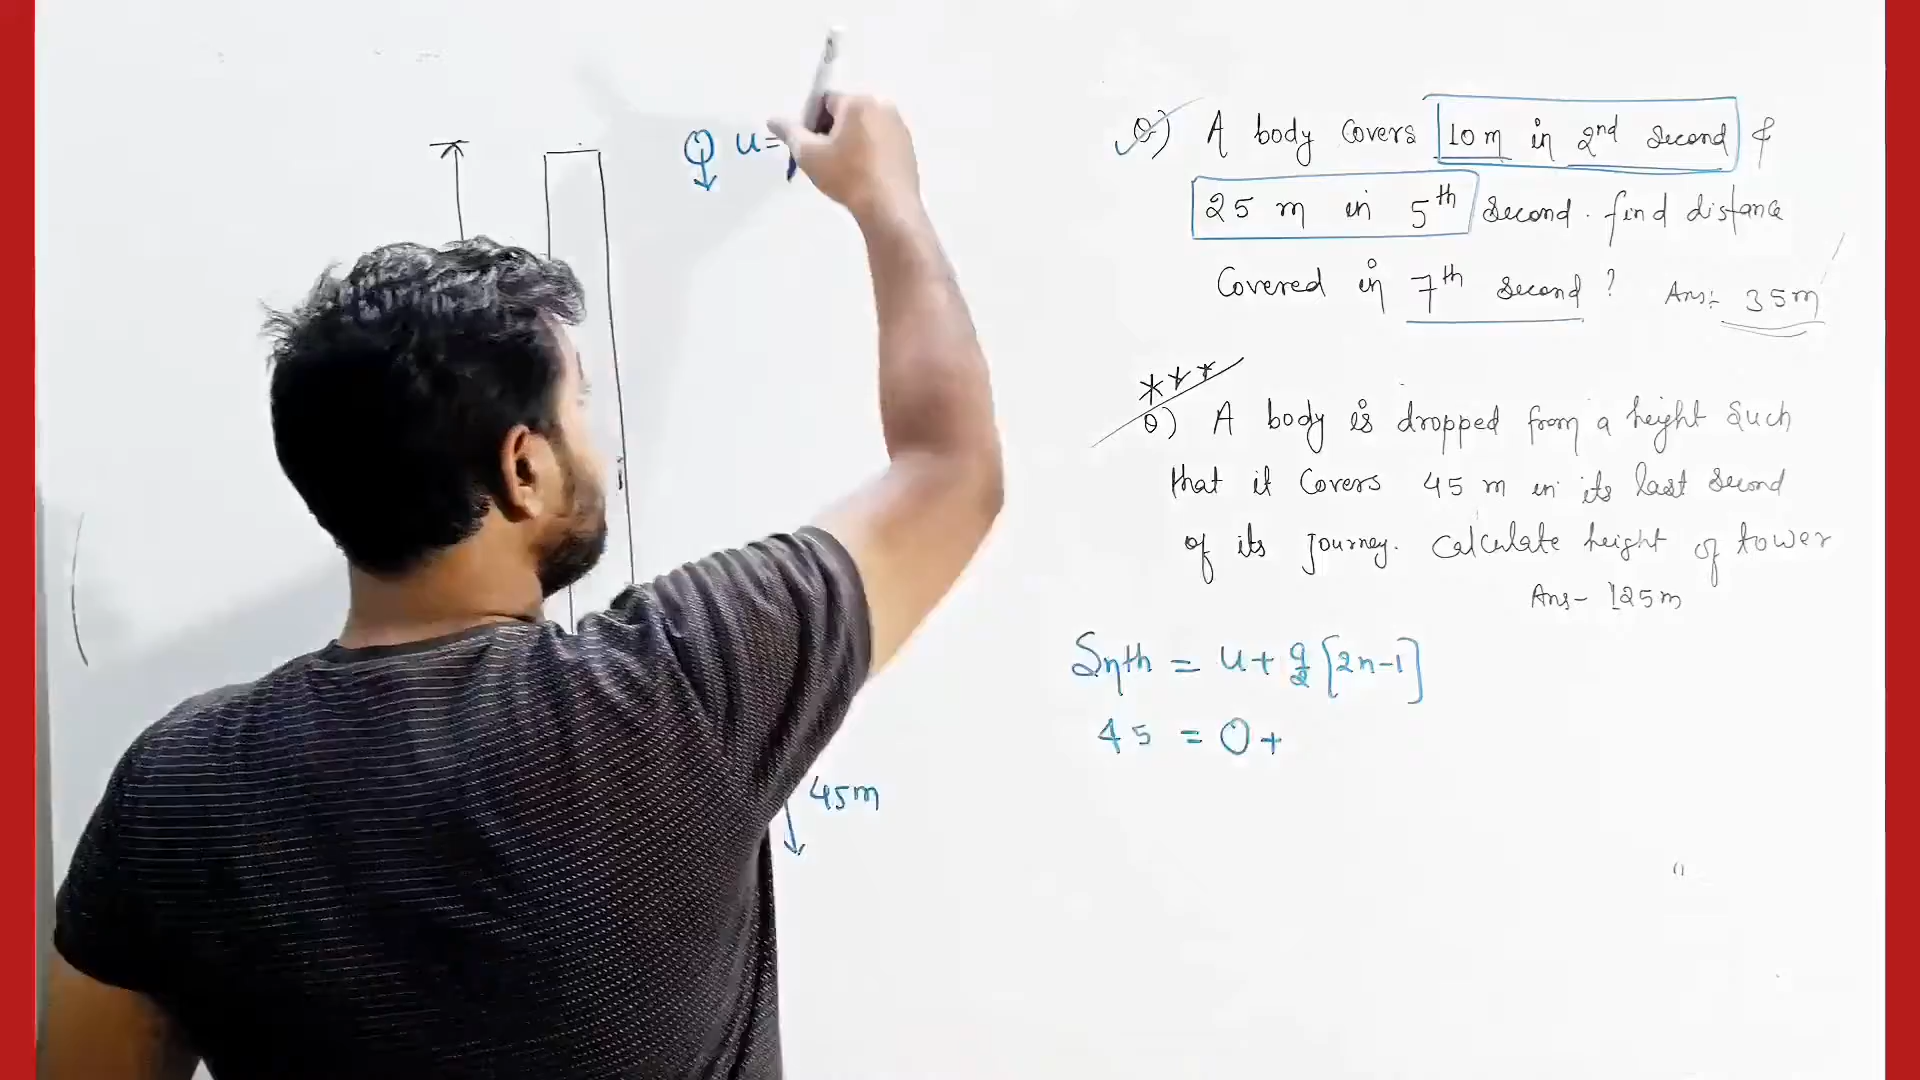 u=
45m
Q) A body Covers 10m in 2nd Second &
25 m in 5th Second. find distance
Covered in 7th Second? Ans:- 35m
***
Q) A body is dropped from a height Such
that it Covers 45 m in its last Second
of its Journey. Calculate height of tower
Ans- 125m
Snth = u + g/2 [2n-1]
45 = 0 +